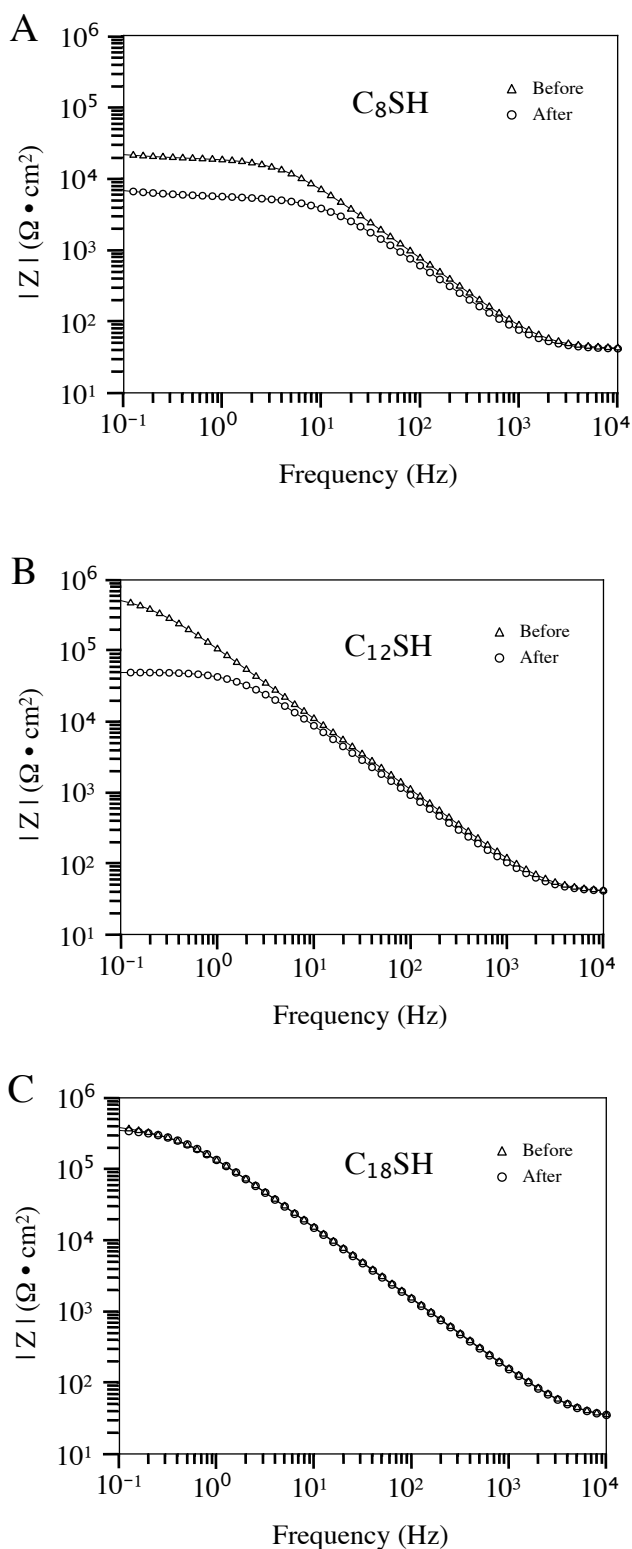 A
10⁶
10⁵
10⁴
10³
10²
10¹
| Z | (Ω • cm²)
C₈SH
Before
After
10⁻¹ 10⁰ 10¹ 10² 10³ 10⁴
Frequency (Hz)
B
10⁶
10⁵
10⁴
10³
10²
10¹
| Z | (Ω • cm²)
C₁₂SH
Before
After
10⁻¹ 10⁰ 10¹ 10² 10³ 10⁴
Frequency (Hz)
C
10⁶
10⁵
10⁴
10³
10²
10¹
| Z | (Ω • cm²)
C₁₈SH
Before
After
10⁻¹ 10⁰ 10¹ 10² 10³ 10⁴
Frequency (Hz)